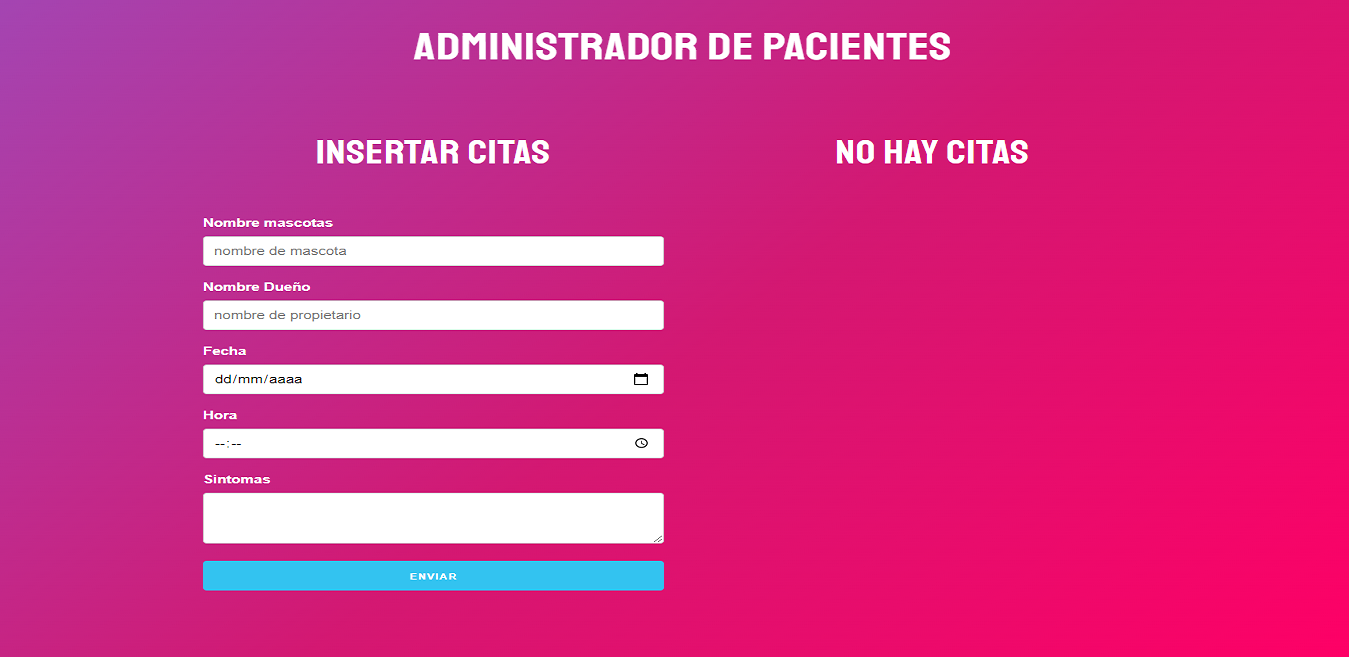 ADMINISTRADOR DE PACIENTES
INSERTAR CITAS
Nombre mascotas
nombre de mascota
Nombre Dueño
nombre de propietario
Fecha
dd/mm/aaaa
Hora
--:--
Sintomas
ENVIAR
NO HAY CITAS